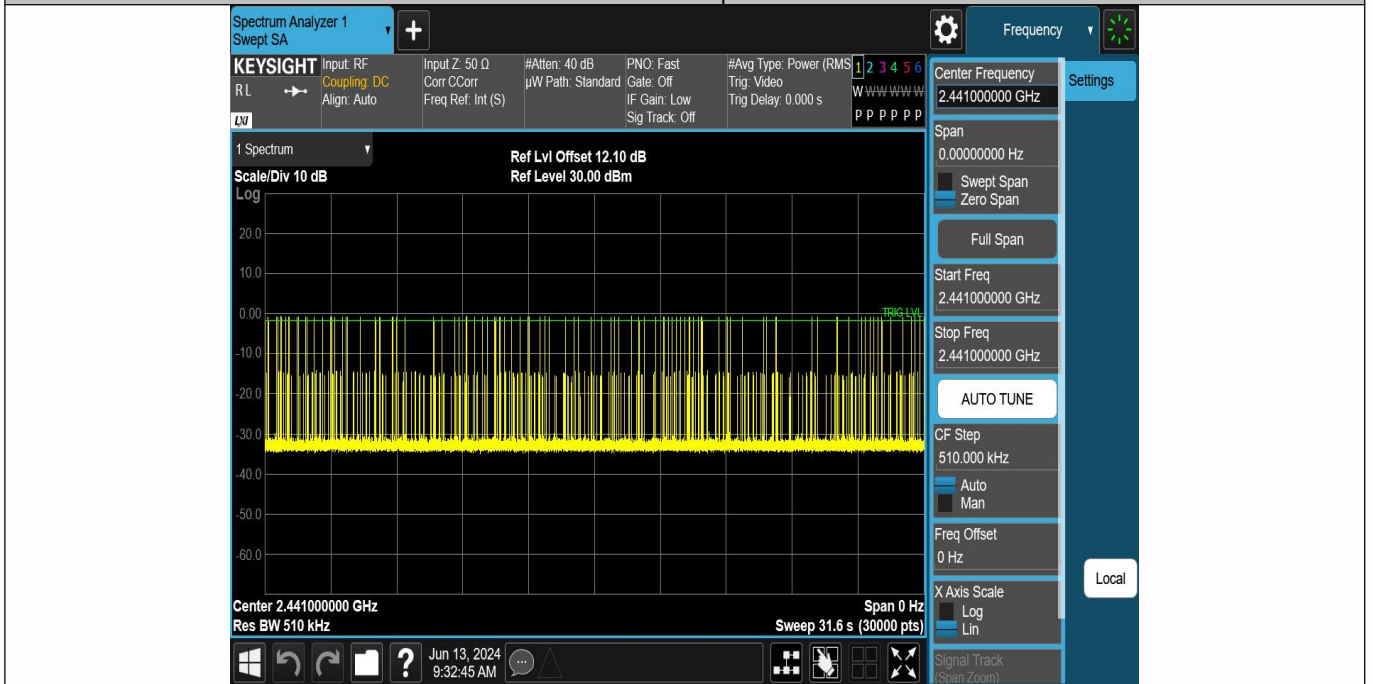 Spectrum Analyzer 1
Swept SA
+
Frequency
KEYSIGHT
RL
LXI
Input: RF
Coupling: DC
Align: Auto
Input Z: 50 Ω
Corr CCorr
Freq Ref: Int (S)
#Atten: 40 dB
µW Path: Standard
PNO: Fast
Gate: Off
IF Gain: Low
Sig Track: Off
#Avg Type: Power (RMS
Trig: Video
Trig Delay: 0.000 s
1 2 3 4 5 6
W W W W W W
P P P P P P
1 Spectrum
Scale/Div 10 dB
Ref Lvl Offset 12.10 dB
Ref Level 30.00 dBm
Log
20.0
10.0
0.00
-10.0
-20.0
-30.0
-40.0
-50.0
-60.0
TRIG LVL
Center 2.441000000 GHz
Res BW 510 kHz
Span 0 Hz
Sweep 31.6 s (30000 pts)
Center Frequency
2.441000000 GHz
Settings
Span
0.00000000 Hz
Swept Span
Zero Span
Full Span
Start Freq
2.441000000 GHz
Stop Freq
2.441000000 GHz
AUTO TUNE
CF Step
510.000 kHz
Auto
Man
Freq Offset
0 Hz
X Axis Scale
Log
Lin
Signal Track
(Span Zoom)
Local
?
Jun 13, 2024
9:32:45 AM